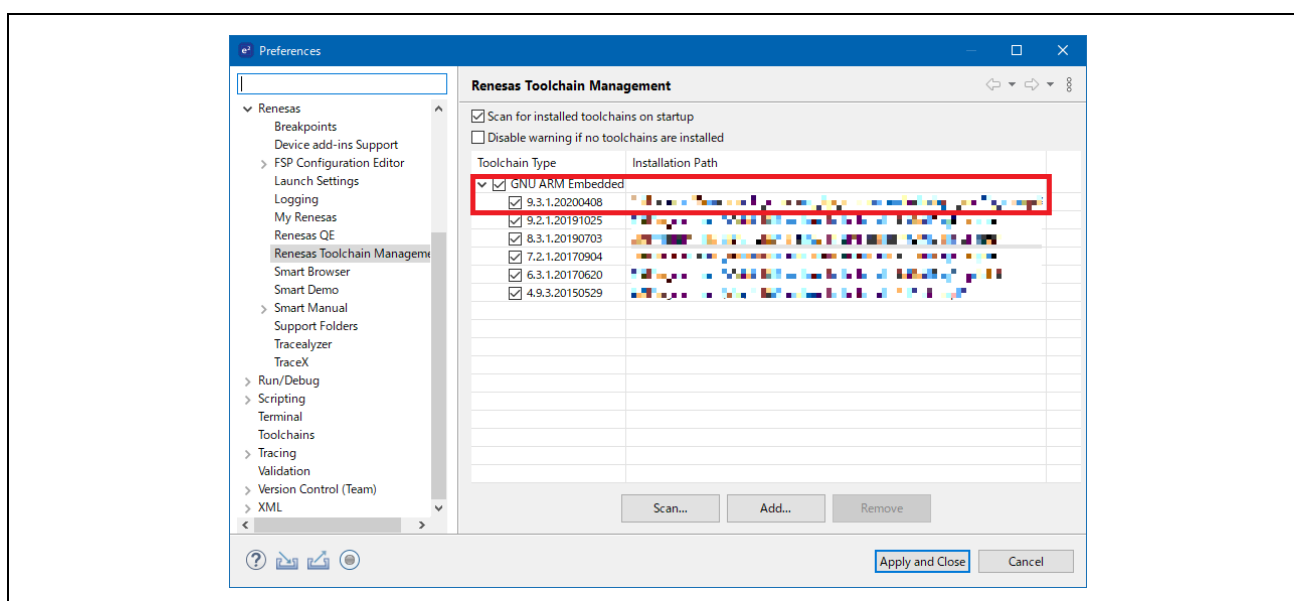 e² Preferences
Renesas Toolchain Management
Renesas
Breakpoints
Device add-ins Support
FSP Configuration Editor
Launch Settings
Logging
My Renesas
Renesas QE
Renesas Toolchain Manageme
Smart Browser
Smart Demo
Smart Manual
Support Folders
Tracealyzer
TraceX
Run/Debug
Scripting
Terminal
Toolchains
Tracing
Validation
Version Control (Team)
XML
Scan for installed toolchains on startup
Disable warning if no toolchains are installed
Toolchain Type Installation Path
GNU ARM Embedded
9.3.1.20200408
9.2.1.20191025
8.3.1.20190703
7.2.1.20170904
6.3.1.20170620
4.9.3.20150529
Scan... Add... Remove
? Apply and Close Cancel